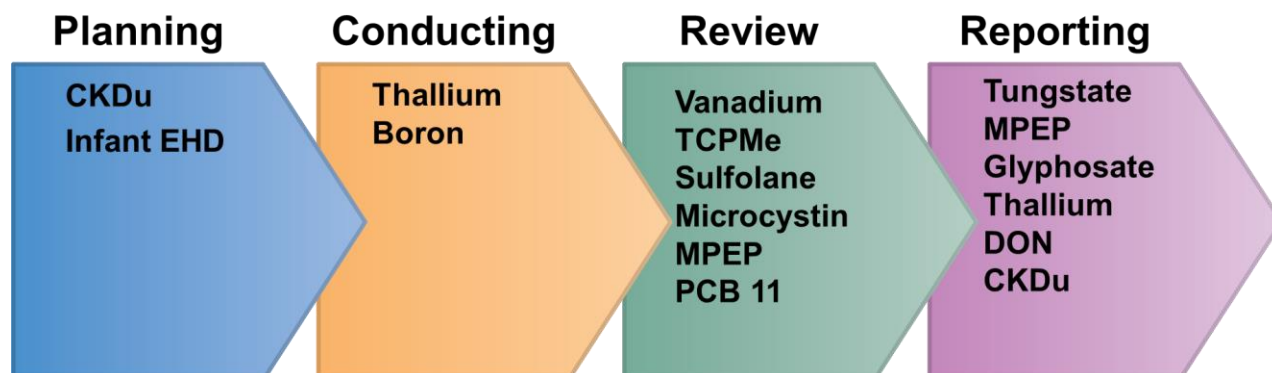 Planning
CKDu
Infant EHD
Conducting
Thallium
Boron
Review
Vanadium
TCPMe
Sulfolane
Microcystin
MPEP
PCB 11
Reporting
Tungstate
MPEP
Glyphosate
Thallium
DON
CKDu